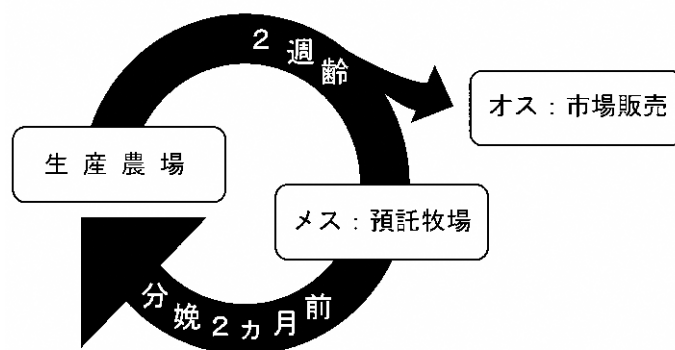 2週齢
オス：市場販売
生産農場
メス：預託牧場
分娩2ヵ月前